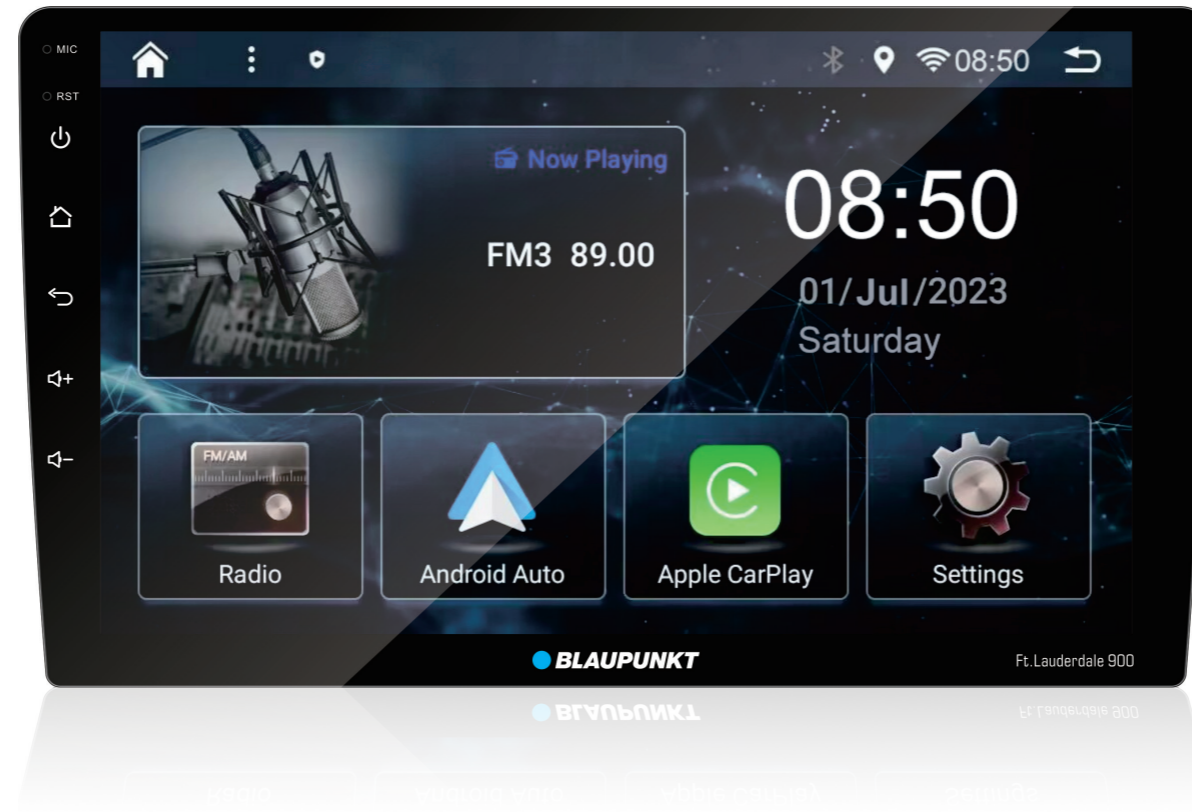 MIC
08:50
RST
Now Playing
FM3 89.00
08:50
01/Jul/2023
Saturday
FM/AM
Radio
Android Auto
Apple CarPlay
Settings
BLAUPUNKT
Ft.Lauderdale 900